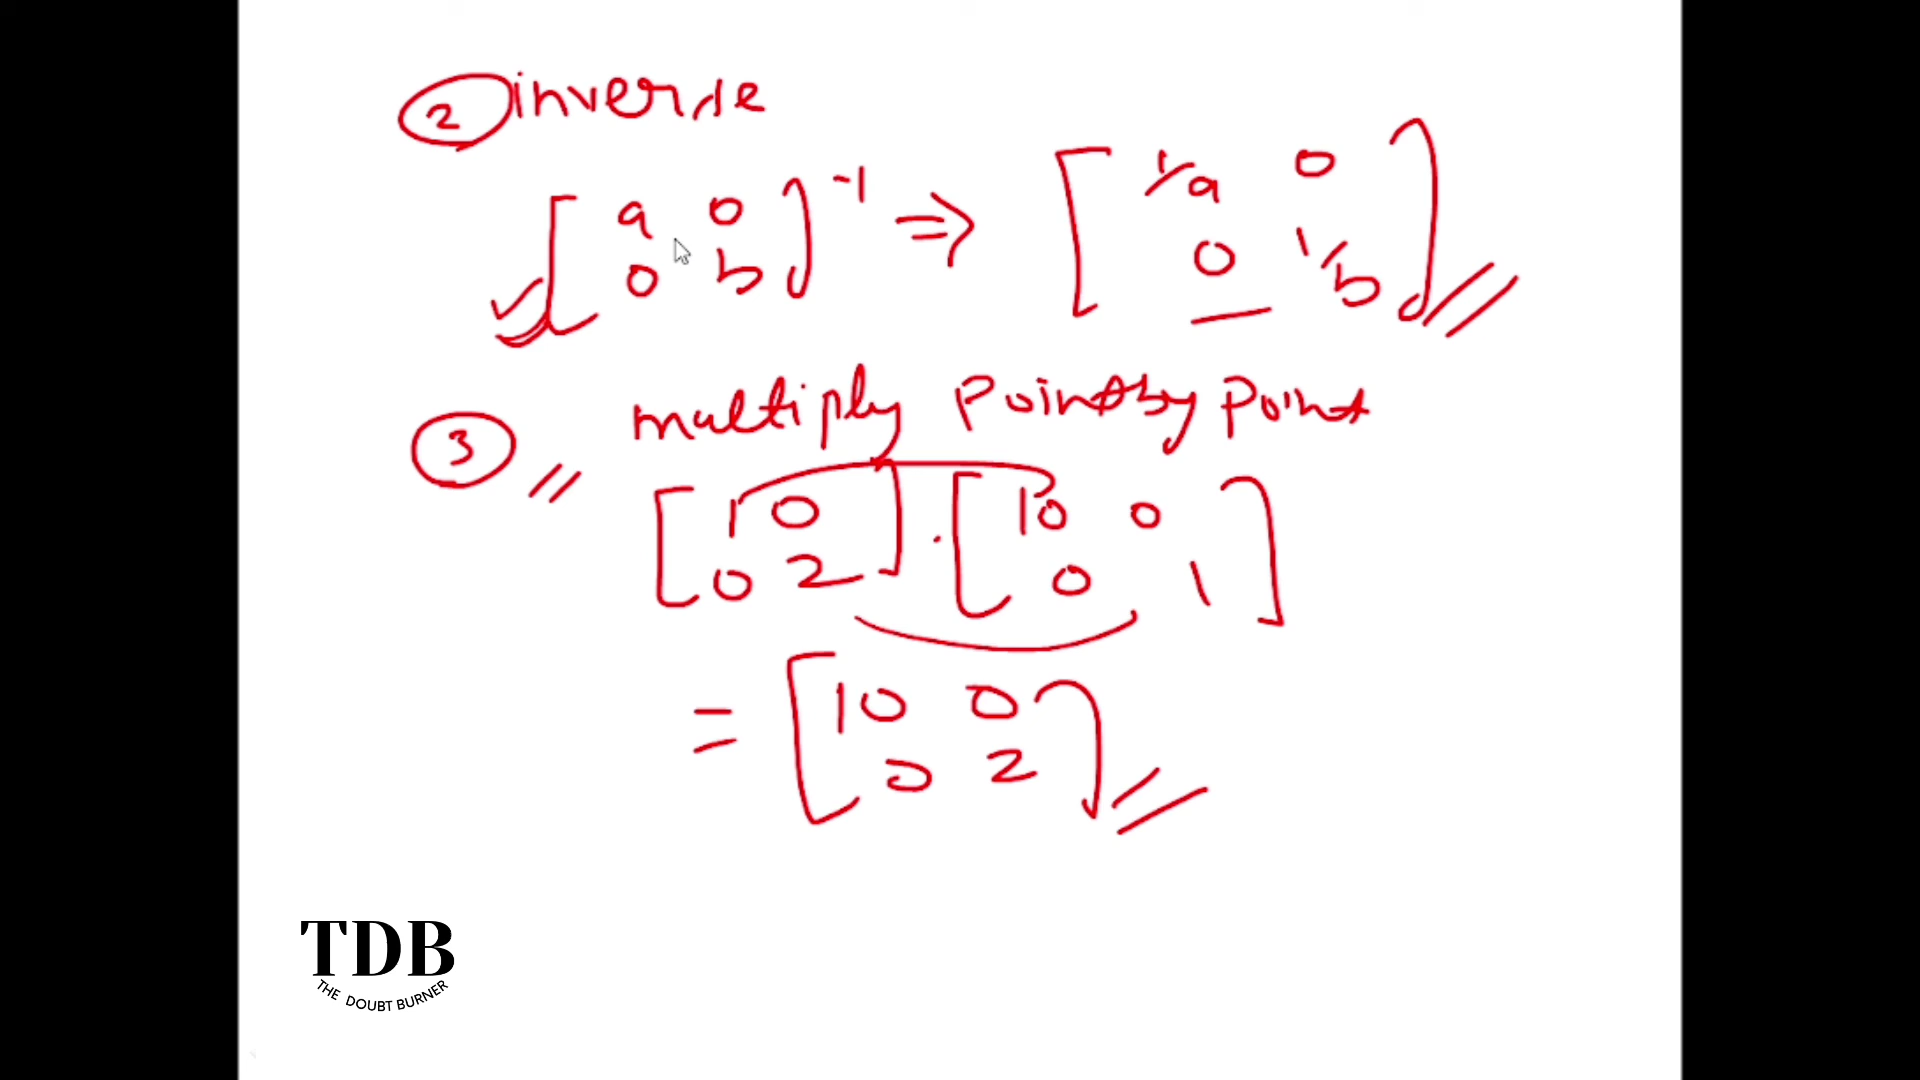 2 inverse
[ a 0 ]-1 => [ 1/a 0 ]
[ 0 b ] [ 0 1/b ]
3 multiply point by point
[ 1 0 ] . [ 10 0 ]
[ 0 2 ] [ 0 1 ]
= [ 10 0 ]
[ 0 2 ]
TDB
THE DOUBT BURNER